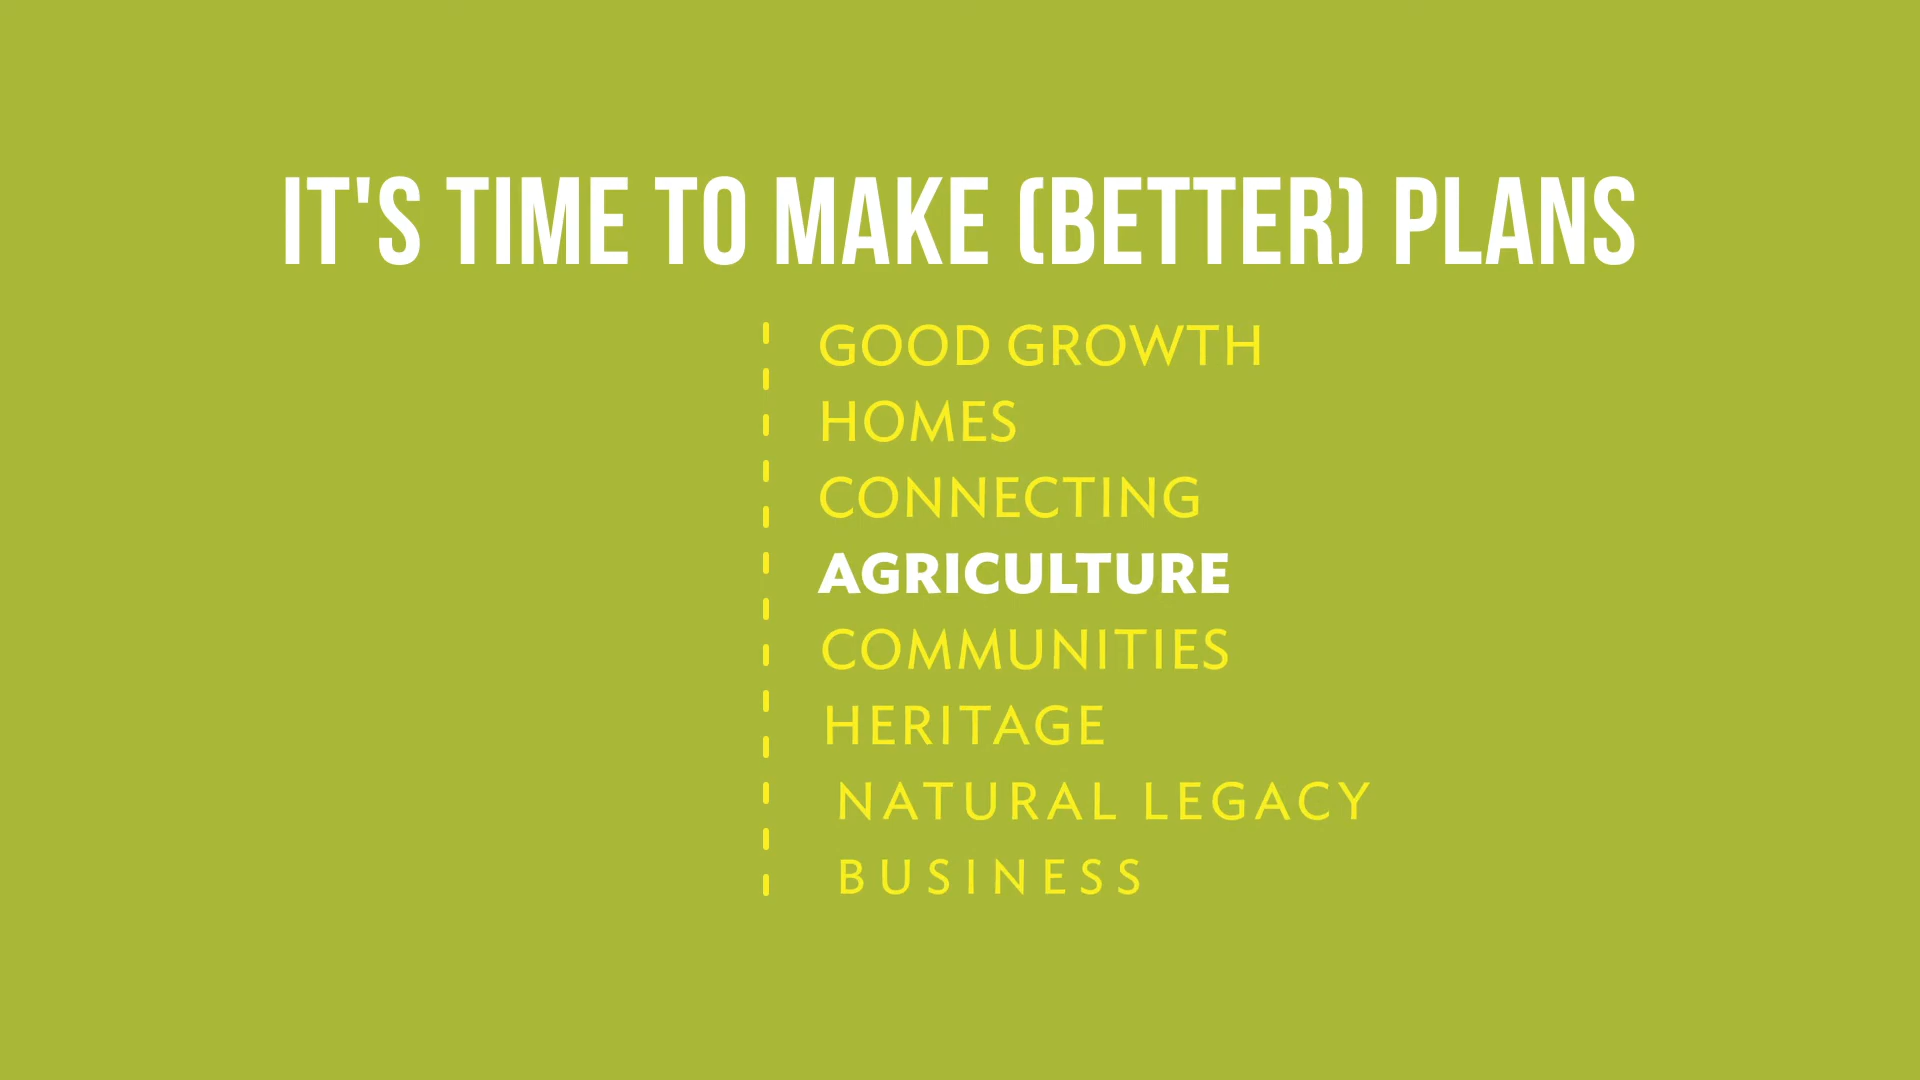 IT'S TIME TO MAKE (BETTER) PLANS
GOOD GROWTH
HOMES
CONNECTING
AGRICULTURE
COMMUNITIES
HERITAGE
NATURAL LEGACY
BUSINESS